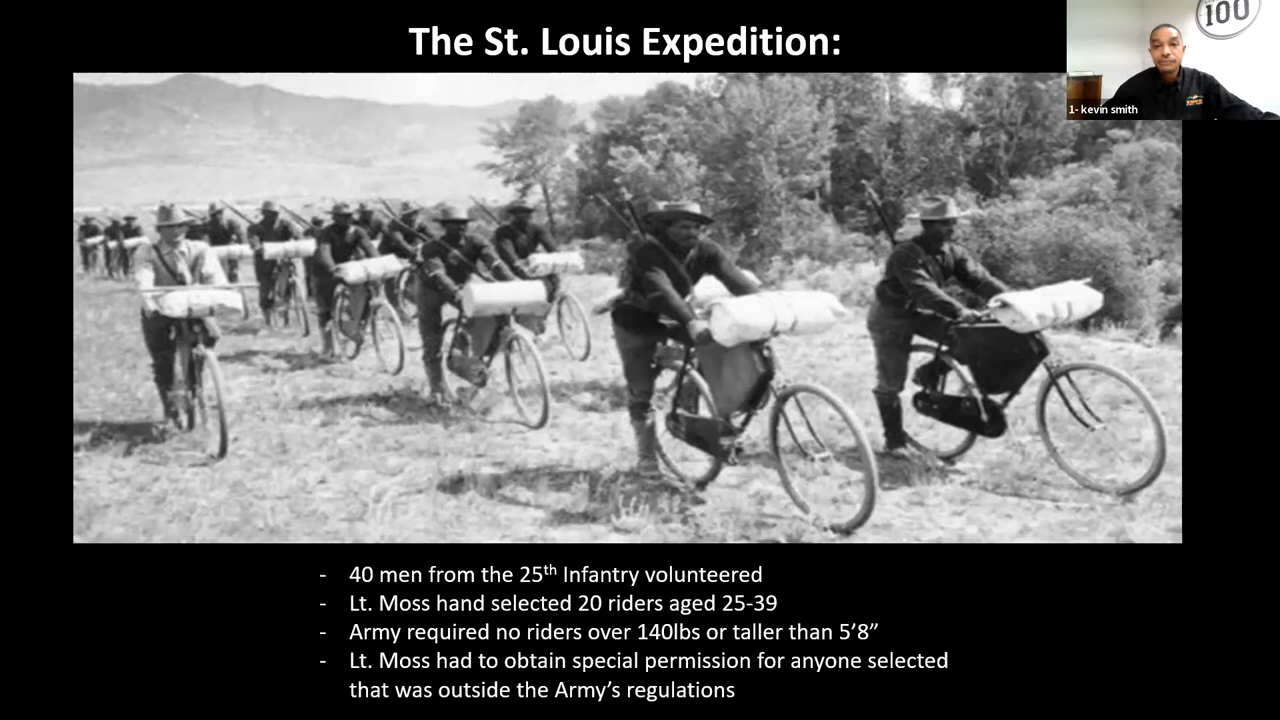 The St. Louis Expedition:
100
1- kevin smith
- 40 men from the 25th Infantry volunteered
- Lt. Moss hand selected 20 riders aged 25-39
- Army required no riders over 140lbs or taller than 5’8”
- Lt. Moss had to obtain special permission for anyone selected
that was outside the Army’s regulations